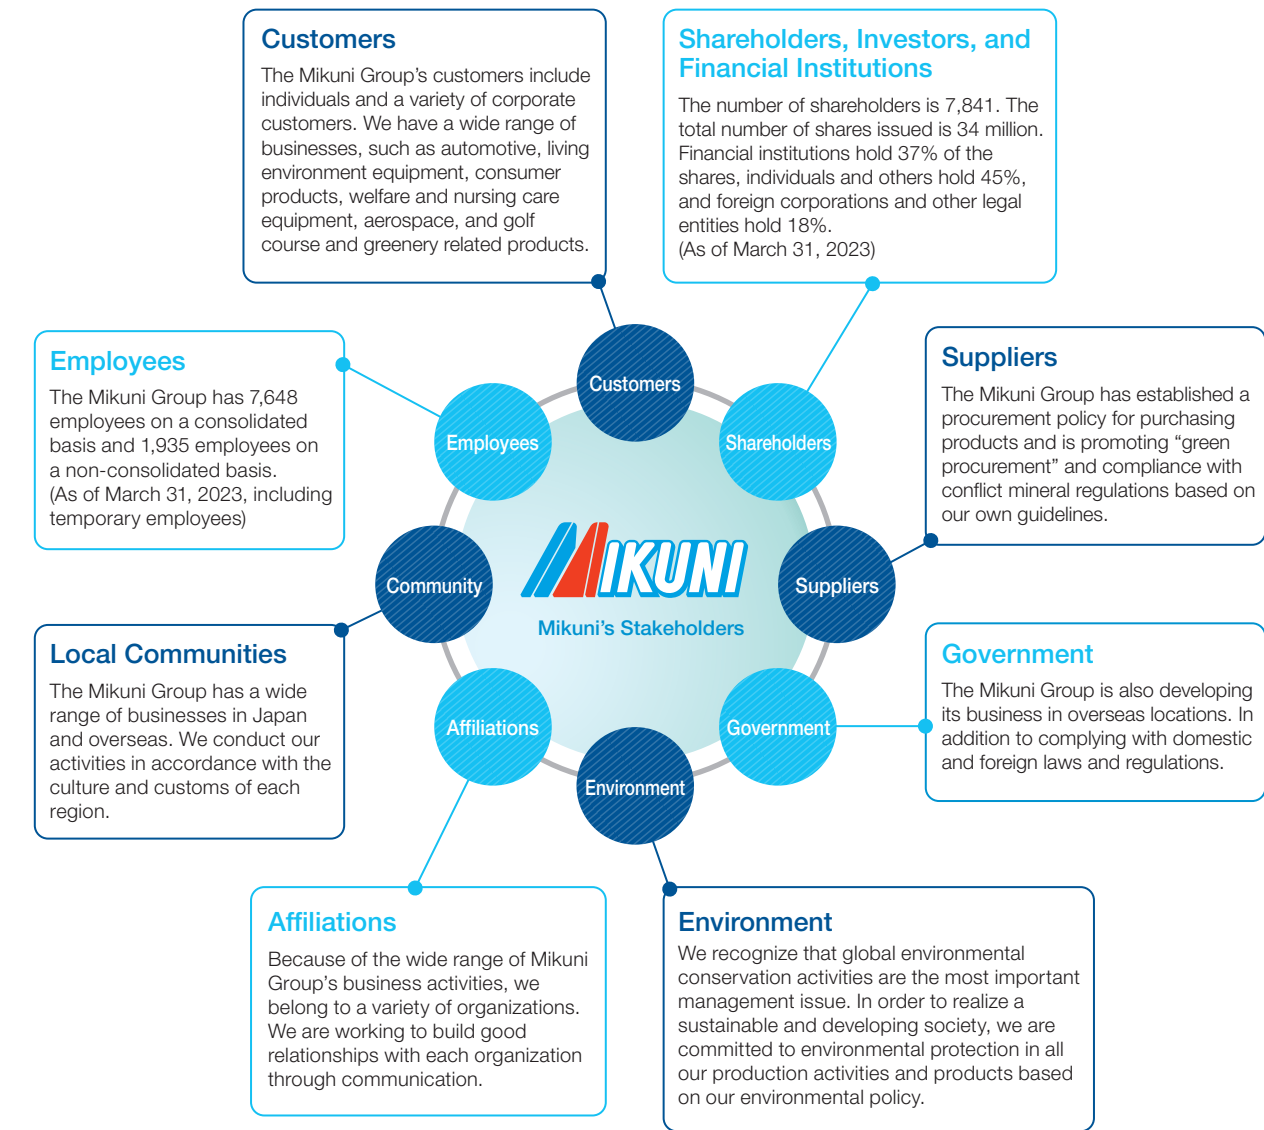 Customers
The Mikuni Group's customers include
individuals and a variety of corporate
customers. We have a wide range of
businesses, such as automotive, living
environment equipment, consumer
products, welfare and nursing care
equipment, aerospace, and golf
course and greenery related products.
Shareholders, Investors, and
Financial Institutions
The number of shareholders is 7,841. The
total number of shares issued is 34 million.
Financial institutions hold 37% of the
shares, individuals and others hold 45%,
and foreign corporations and other legal
entities hold 18%.
(As of March 31, 2023)
Employees
The Mikuni Group has 7,648
employees on a consolidated
basis and 1,935 employees on
a non-consolidated basis.
(As of March 31, 2023, including
temporary employees)
Suppliers
The Mikuni Group has established a
procurement policy for purchasing
products and is promoting “green
procurement” and compliance with
conflict mineral regulations based on
our own guidelines.
Customers
Employees
Shareholders
Community
MIKUNI
Mikuni's Stakeholders
Suppliers
Affiliations
Government
Environment
Local Communities
The Mikuni Group has a wide
range of businesses in Japan
and overseas. We conduct our
activities in accordance with the
culture and customs of each
region.
Government
The Mikuni Group is also developing
its business in overseas locations. In
addition to complying with domestic
and foreign laws and regulations.
Affiliations
Because of the wide range of Mikuni
Group's business activities, we
belong to a variety of organizations.
We are working to build good
relationships with each organization
through communication.
Environment
We recognize that global environmental
conservation activities are the most important
management issue. In order to realize a
sustainable and developing society, we are
committed to environmental protection in all
our production activities and products based
on our environmental policy.